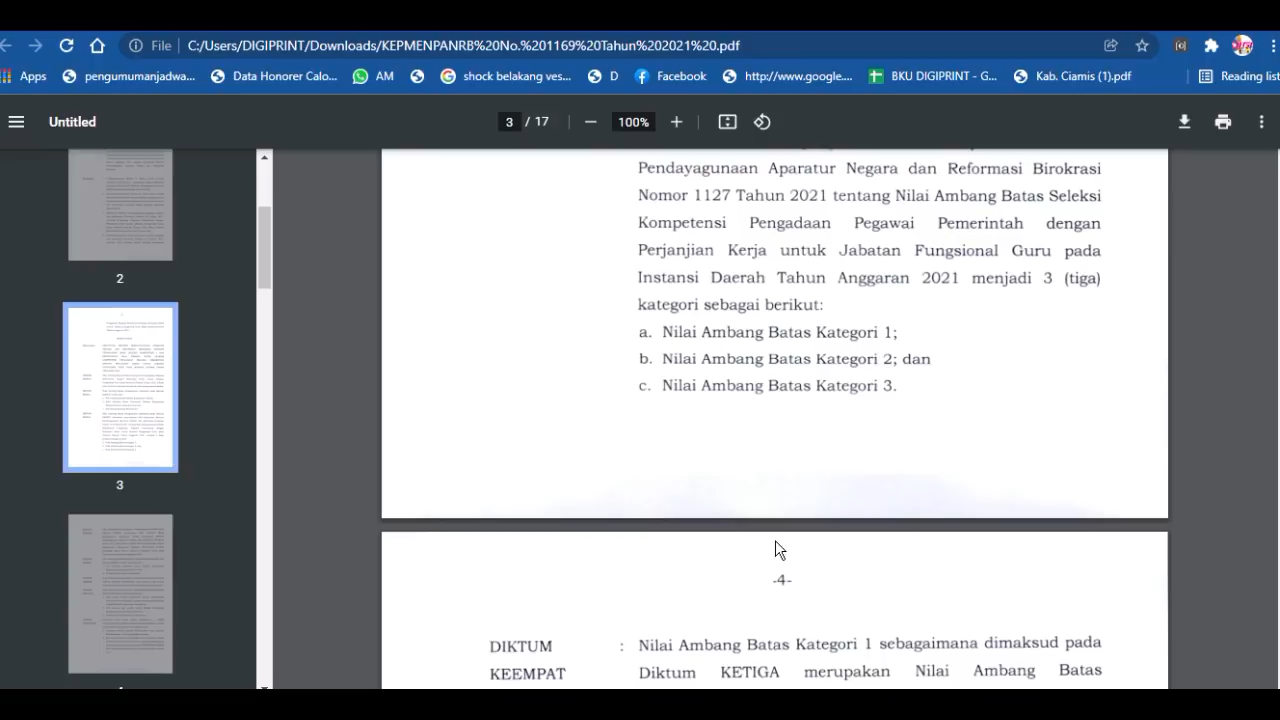 File C:/Users/DIGIPRINT/Downloads/KEPMENPANRB%20No.%201169%20Tahun%202021%20.pdf
Apps pengumumanjadwa... Data Honorer Calo... AM shock belakang ves... D Facebook http://www.google.... BKU DIGIPRINT - G... Kab. Ciamis (1).pdf Reading list
Untitled 3 / 17 100%
2
3
Pendayagunaan Aparatur Negara dan Reformasi Birokrasi
Nomor 1127 Tahun 2021 tentang Nilai Ambang Batas Seleksi
Kompetensi Pengadaan Pegawai Pemerintah dengan
Perjanjian Kerja untuk Jabatan Fungsional Guru pada
Instansi Daerah Tahun Anggaran 2021 menjadi 3 (tiga)
kategori sebagai berikut:
a. Nilai Ambang Batas Kategori 1;
b. Nilai Ambang Batas Kategori 2; dan
c. Nilai Ambang Batas Kategori 3.
-4-
DIKTUM : Nilai Ambang Batas Kategori 1 sebagaimana dimaksud pada
KEEMPAT Diktum KETIGA merupakan Nilai Ambang Batas